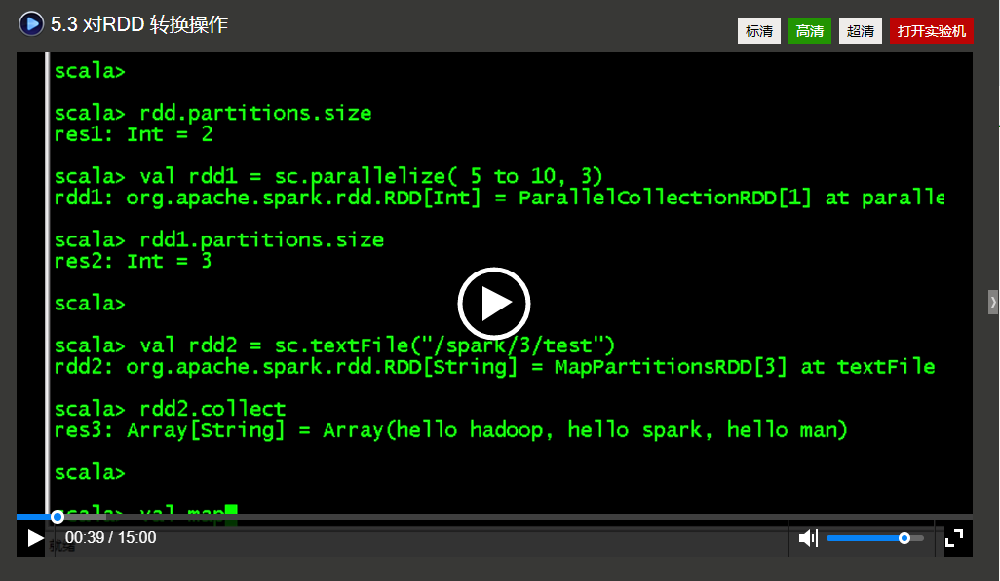 5.3 对RDD 转换操作
标清 高清 超清 打开实验机
scala>
scala> rdd.partitions.size
res1: Int = 2
scala> val rdd1 = sc.parallelize( 5 to 10, 3)
rdd1: org.apache.spark.rdd.RDD[Int] = ParallelCollectionRDD[1] at paralle
scala> rdd1.partitions.size
res2: Int = 3
scala>
scala> val rdd2 = sc.textFile("/spark/3/test")
rdd2: org.apache.spark.rdd.RDD[String] = MapPartitionsRDD[3] at textFile
scala> rdd2.collect
res3: Array[String] = Array(hello hadoop, hello spark, hello man)
scala>
scala> val map
00:39 / 15:00
就绪